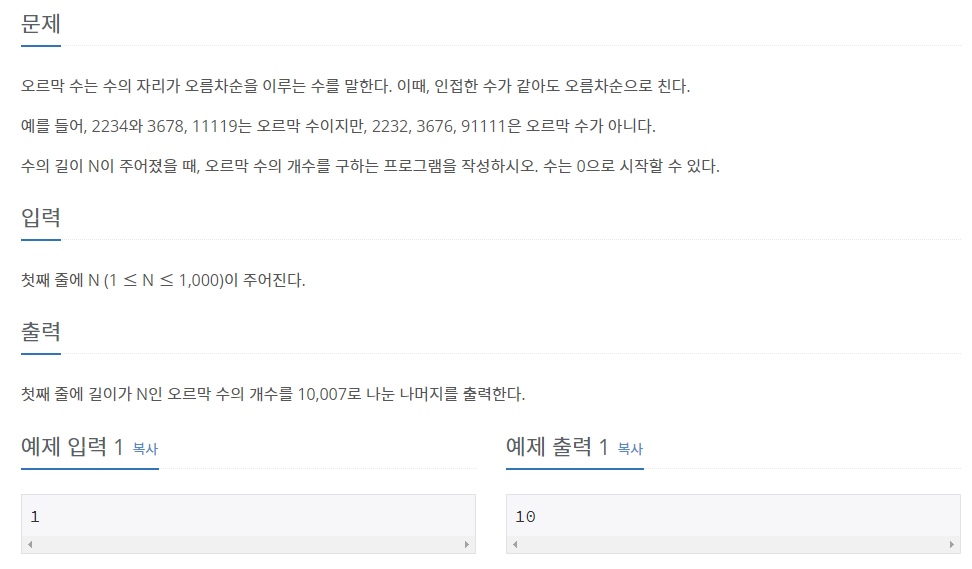 문제
오르막 수는 수의 자리가 오름차순을 이루는 수를 말한다. 이때, 인접한 수가 같아도 오름차순으로 친다.
예를 들어, 2234와 3678, 11119는 오르막 수이지만, 2232, 3676, 91111은 오르막 수가 아니다.
수의 길이 N이 주어졌을 때, 오르막 수의 개수를 구하는 프로그램을 작성하시오. 수는 0으로 시작할 수 있다.
입력
첫째 줄에 N (1 ≤ N ≤ 1,000)이 주어진다.
출력
첫째 줄에 길이가 N인 오르막 수의 개수를 10,007로 나눈 나머지를 출력한다.
예제 입력 1 복사
1
예제 출력 1 복사
10